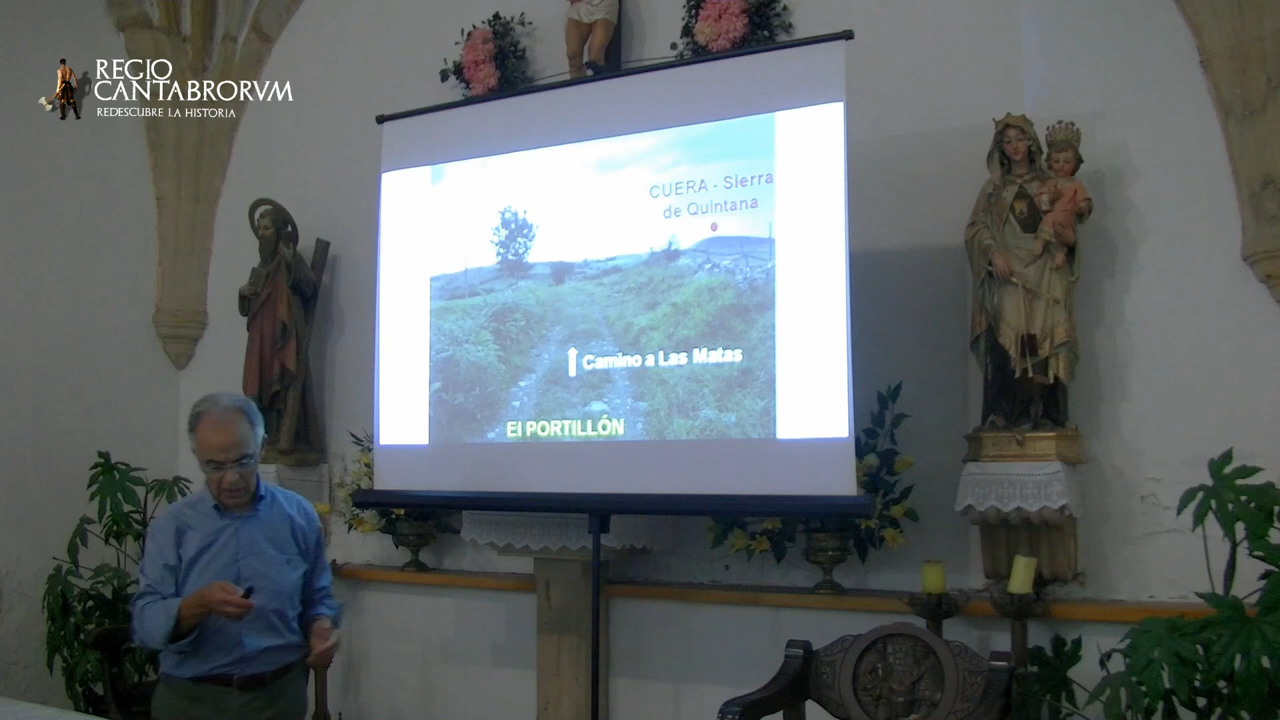 REGIO
CANTABRORVM
REDESCUBRE LA HISTORIA
CUERA - Sierra
de Quintana
Camino a Las Matas
El PORTILLÓN